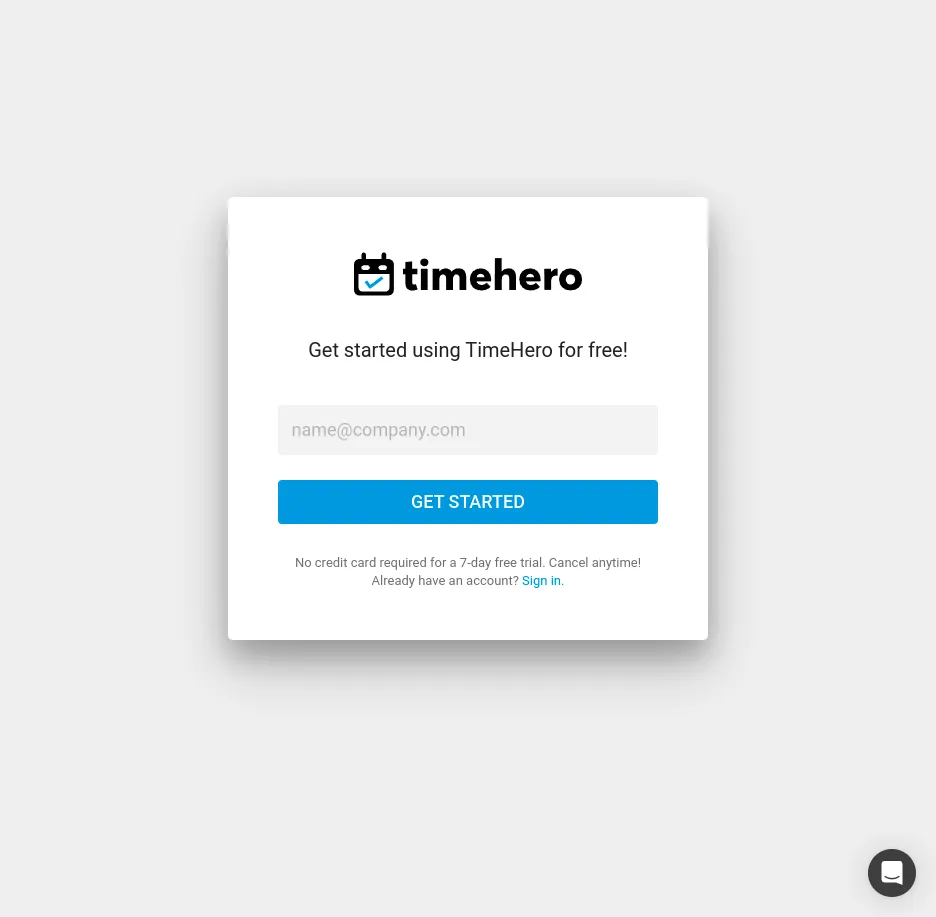 timehero
Get started using TimeHero for free!
name@company.com
GET STARTED
No credit card required for a 7-day free trial. Cancel anytime!
Already have an account? Sign in.